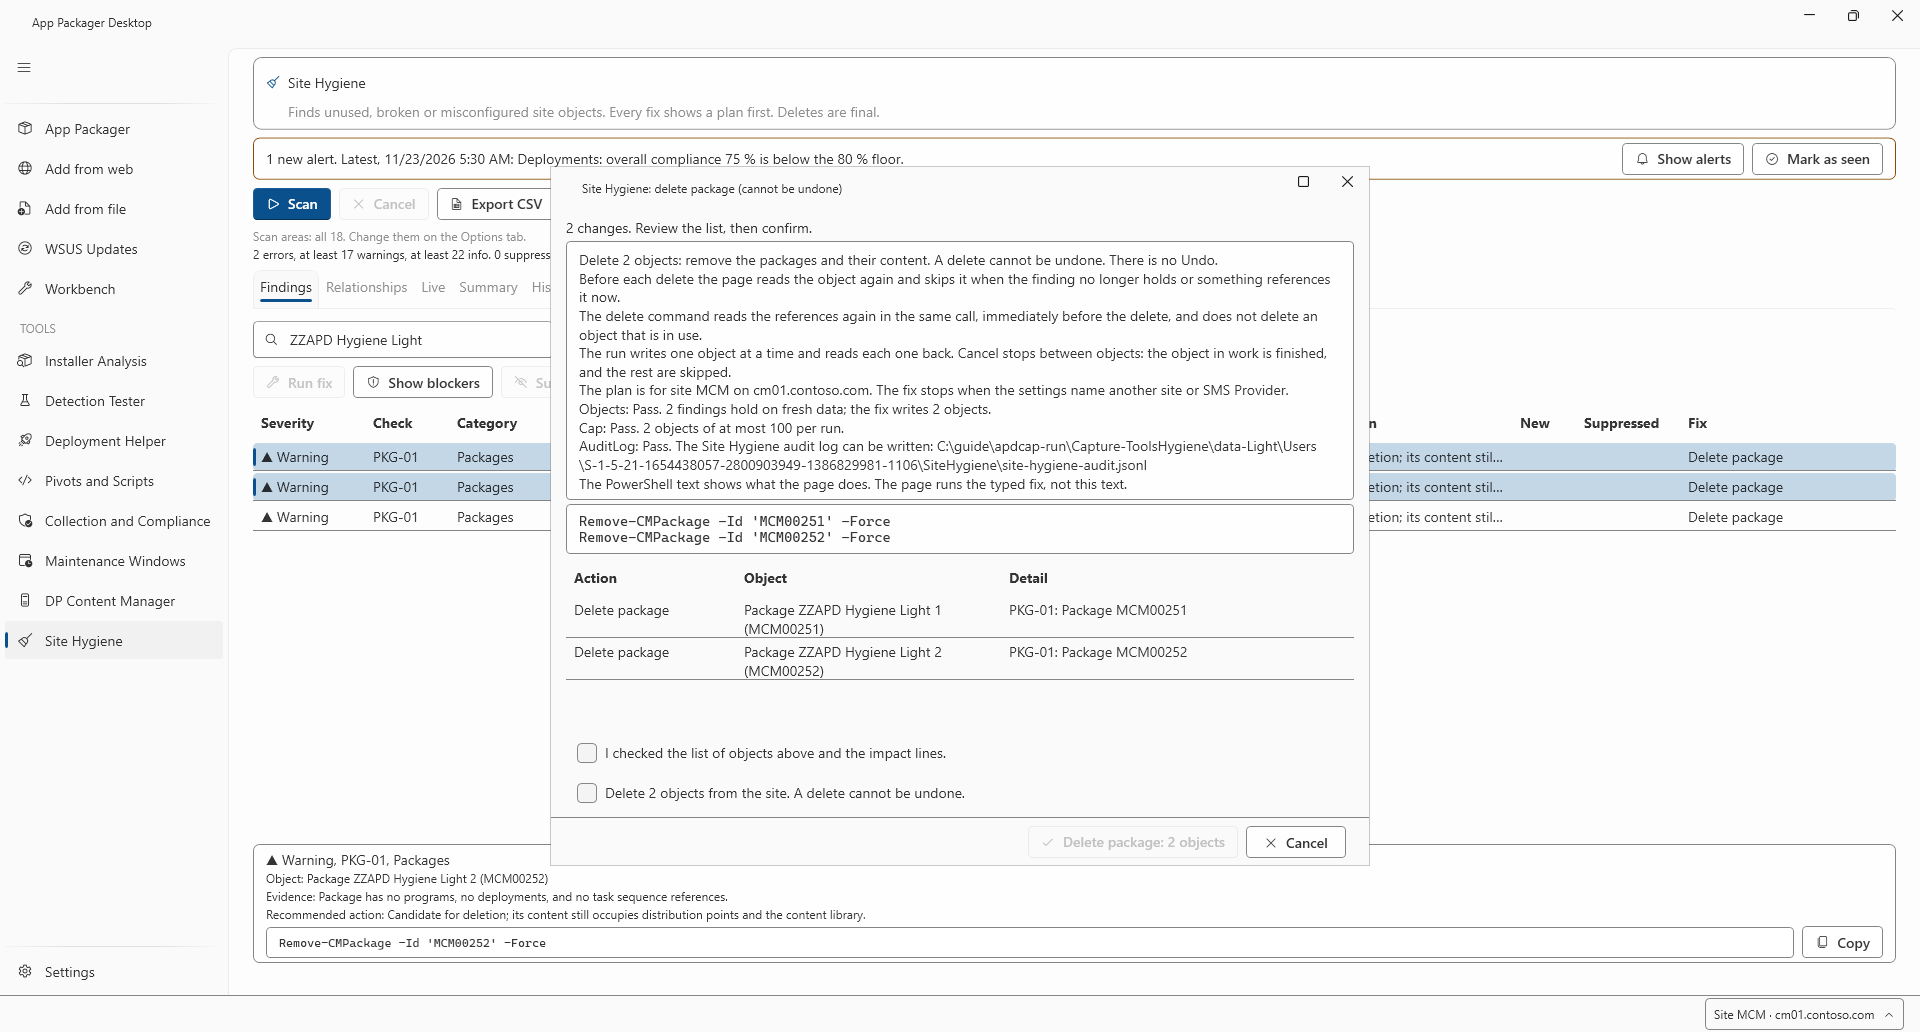 App Packager Desktop
App Packager
Add from web
Add from file
WSUS Updates
Workbench
TOOLS
Installer Analysis
Detection Tester
Deployment Helper
Pivots and Scripts
Collection and Compliance
Maintenance Windows
DP Content Manager
Site Hygiene
Settings
Site Hygiene
Finds unused, broken or misconfigured site objects. Every fix shows a plan first. Deletes are final.
1 new alert. Latest, 11/23/2026 5:30 AM: Deployments: overall compliance 75 % is below the 80 % floor.
Show alerts
Mark as seen
Scan
Cancel
Export CSV
Scan areas: all 18. Change them on the Options tab.
2 errors, at least 17 warnings, at least 22 info. 0 suppress
Findings Relationships Live Summary His
ZZAPD Hygiene Light
Run fix
Show blockers
Su
Severity Check Category n New Suppressed Fix
Warning PKG-01 Packages etion; its content stil... Delete package
Warning PKG-01 Packages etion; its content stil... Delete package
Warning PKG-01 Packages etion; its content stil... Delete package
Site Hygiene: delete package (cannot be undone)
2 changes. Review the list, then confirm.
Delete 2 objects: remove the packages and their content. A delete cannot be undone. There is no Undo.
Before each delete the page reads the object again and skips it when the finding no longer holds or something references
it now.
The delete command reads the references again in the same call, immediately before the delete, and does not delete an
object that is in use.
The run writes one object at a time and reads each one back. Cancel stops between objects: the object in work is finished,
and the rest are skipped.
The plan is for site MCM on cm01.contoso.com. The fix stops when the settings name another site or SMS Provider.
Objects: Pass. 2 findings hold on fresh data; the fix writes 2 objects.
Cap: Pass. 2 objects of at most 100 per run.
AuditLog: Pass. The Site Hygiene audit log can be written: C:\guide\apdcap-run\Capture-ToolsHygiene\data-Light\Users
\S-1-5-21-1654438057-2800903949-1386829981-1106\SiteHygiene\site-hygiene-audit.jsonl
The PowerShell text shows what the page does. The page runs the typed fix, not this text.
Remove-CMPackage -Id 'MCM00251' -Force
Remove-CMPackage -Id 'MCM00252' -Force
Action Object Detail
Delete package Package ZZAPD Hygiene Light 1 PKG-01: Package MCM00251
(MCM00251)
Delete package Package ZZAPD Hygiene Light 2 PKG-01: Package MCM00252
(MCM00252)
I checked the list of objects above and the impact lines.
Delete 2 objects from the site. A delete cannot be undone.
Delete package: 2 objects
Cancel
Warning, PKG-01, Packages
Object: Package ZZAPD Hygiene Light 2 (MCM00252)
Evidence: Package has no programs, no deployments, and no task sequence references.
Recommended action: Candidate for deletion; its content still occupies distribution points and the content library.
Remove-CMPackage -Id 'MCM00252' -Force
Copy
Site MCM · cm01.contoso.com